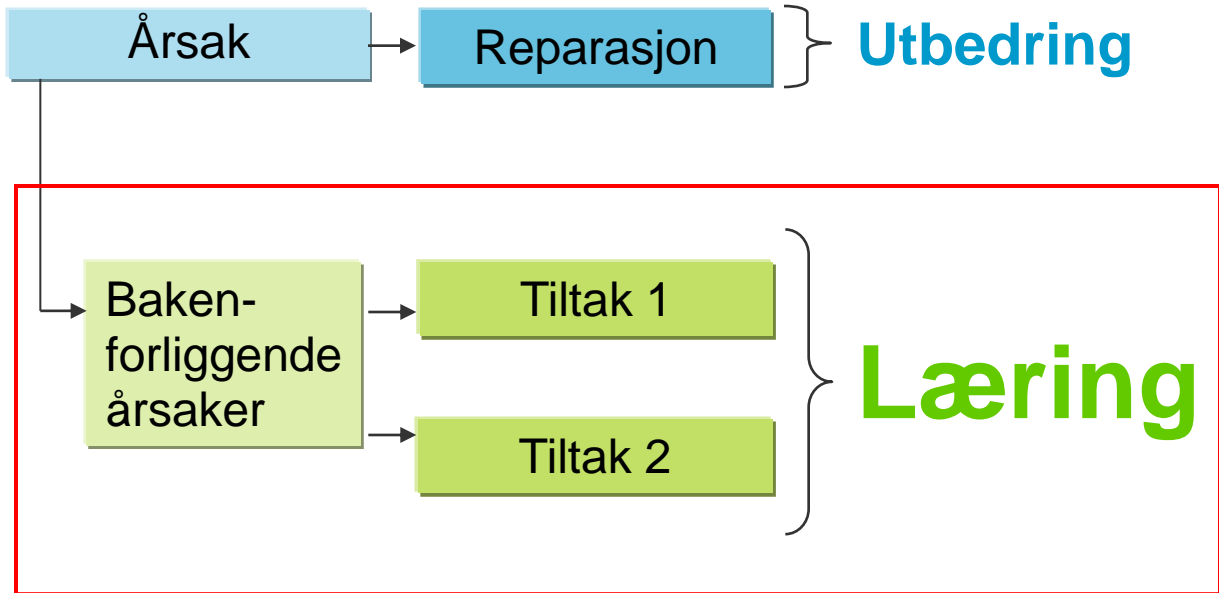 Årsak
Reparasjon
Utbedring
Baken-
forliggende
årsaker
Tiltak 1
Tiltak 2
Læring